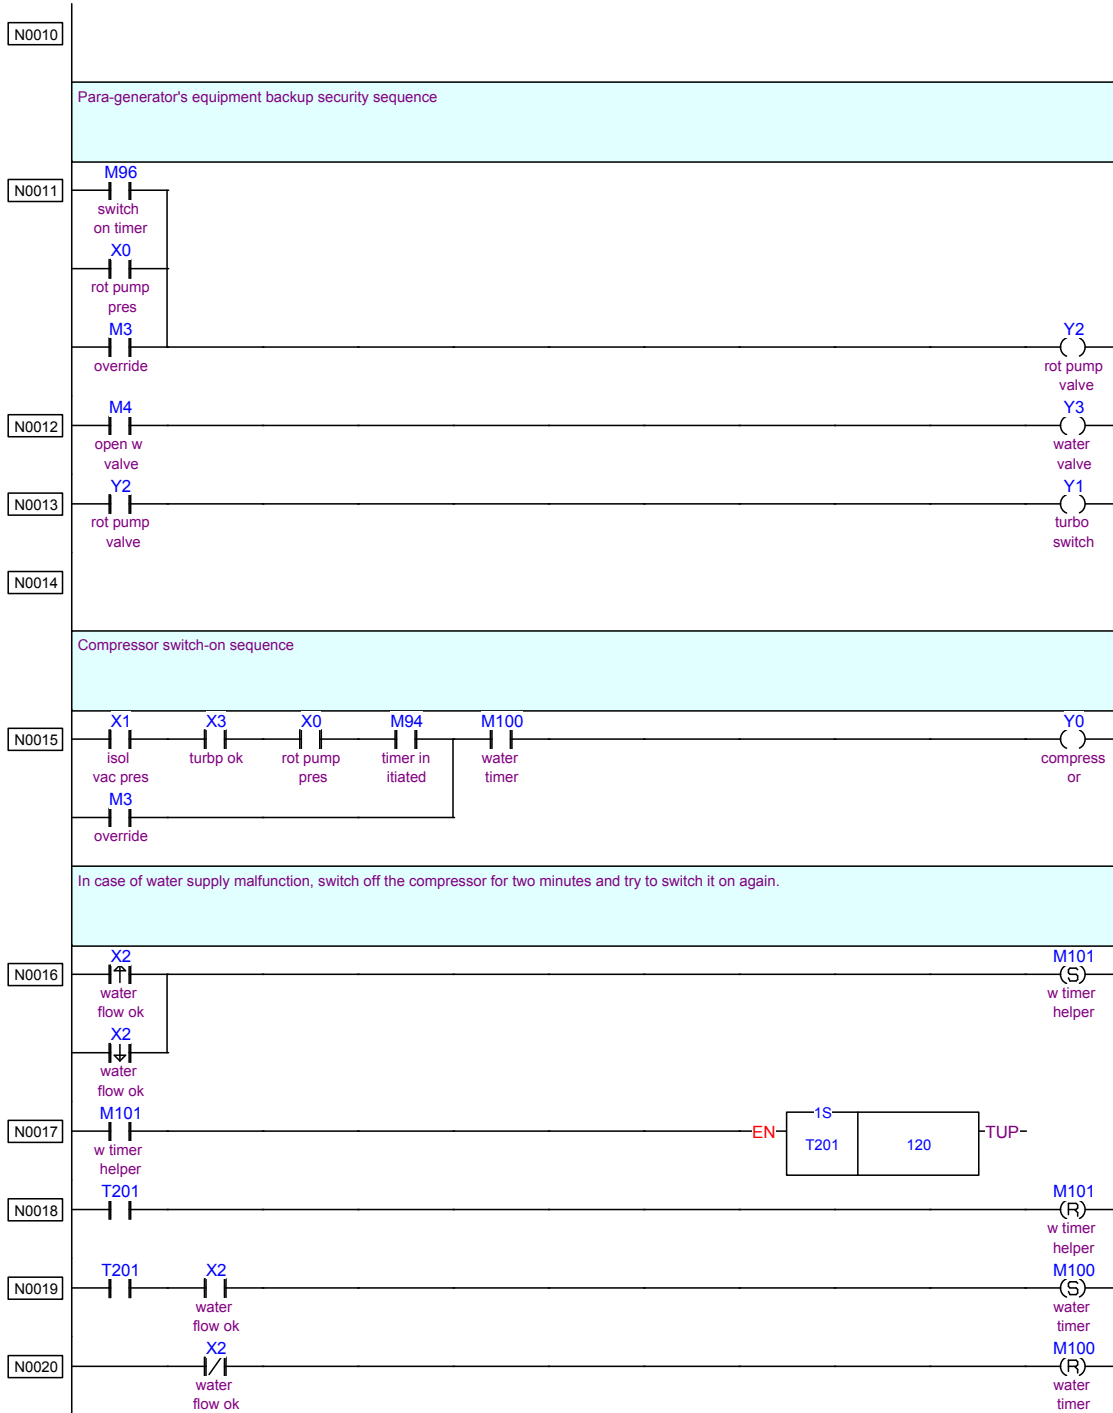 N0010
Para-generator's equipment backup security sequence
M96
N0011
switch
on timer
X0
rot pump
pres
M3
Y2
override
rot pump
valve
M4
Y3
N0012
open w
water
valve
valve
Y2
Y1
N0013
rot pump
turbo
valve
switch
N0014
Compressor switch-on sequence
X1 X3 X0 M94 M100 Y0
N0015
isol turbp ok rot pump timer in water compress
vac pres pres itiated timer or
M3
override
In case of water supply malfunction, switch off the compressor for two minutes and try to switch it on again.
X2 M101
N0016 S
water w timer
flow ok helper
X2
water
flow ok
M101 1S
N0017 EN T201 120 TUP
w timer
helper
T201 M101
N0018 R
w timer
helper
T201 X2 M100
N0019 S
water water
flow ok timer
X2 M100
N0020 R
water water
flow ok timer